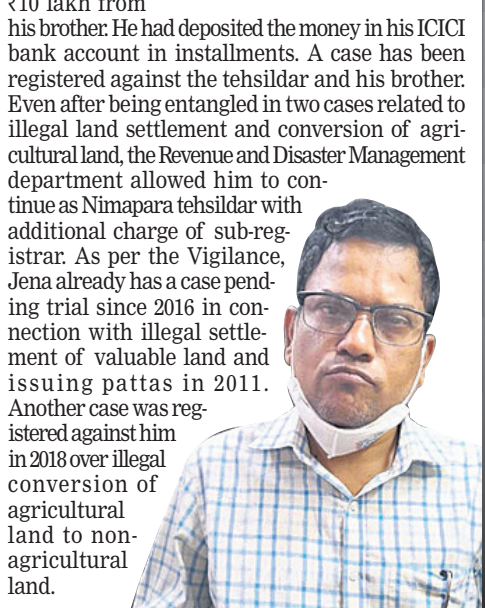 ₹10 lakh from
his brother. He had deposited the money in his ICICI
bank account in installments. A case has been
registered against the tehsildar and his brother.
Even after being entangled in two cases related to
illegal land settlement and conversion of agri-
cultural land, the Revenue and Disaster Management
department allowed him to con-
tinue as Nimapara tehsildar with
additional charge of sub-reg-
istrar. As per the Vigilance,
Jena already has a case pend-
ing trial since 2016 in con-
nection with illegal settle-
ment of valuable land and
issuing pattas in 2011.
Another case was reg-
istered against him
in 2018 over illegal
conversion of
agricultural
land to non-
agricultural
land.